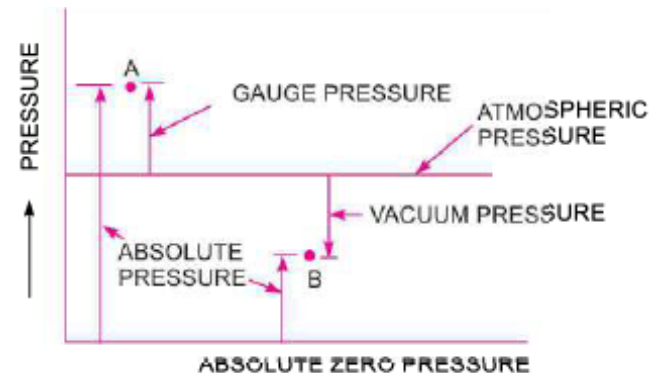 PRESSURE
A
GAUGE PRESSURE
ATMOSPHERIC
PRESSURE
VACUUM PRESSURE
ABSOLUTE
PRESSURE
B
ABSOLUTE ZERO PRESSURE